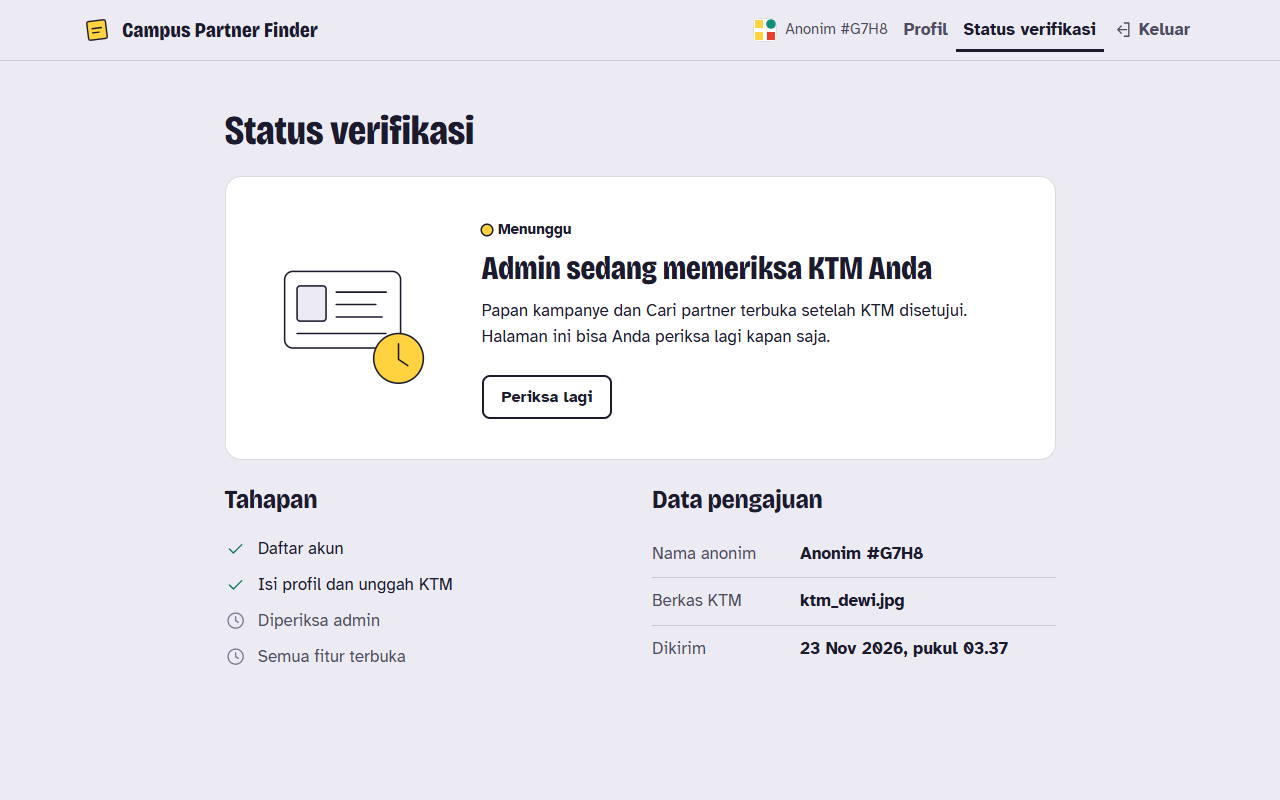 Campus Partner Finder
Anonim #G7H8
Profil
Status verifikasi
Keluar
Status verifikasi
Menunggu
Admin sedang memeriksa KTM Anda
Papan kampanye dan Cari partner terbuka setelah KTM disetujui.
Halaman ini bisa Anda periksa lagi kapan saja.
Periksa lagi
Tahapan
Daftar akun
Isi profil dan unggah KTM
Diperiksa admin
Semua fitur terbuka
Data pengajuan
Nama anonim Anonim #G7H8
Berkas KTM ktm_dewi.jpg
Dikirim 23 Nov 2026, pukul 03.37